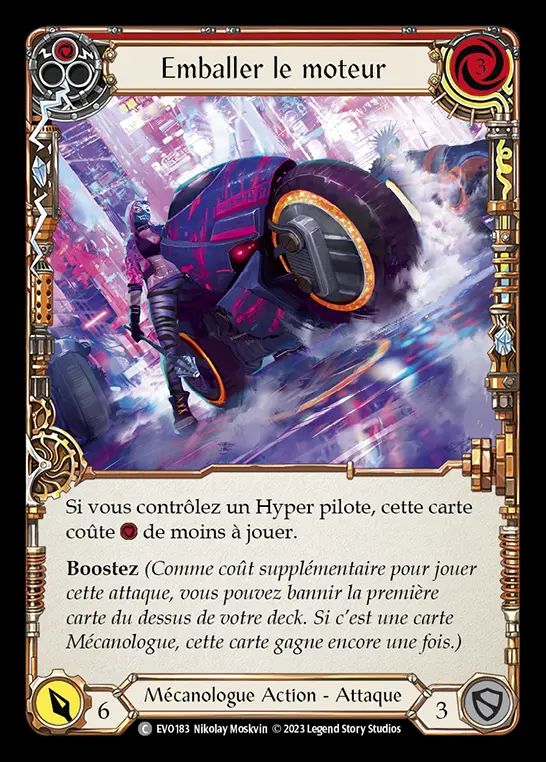 Emballer le moteur
3
Si vous contrôlez un Hyper pilote, cette carte
coûte de moins à jouer.
Boostez (Comme coût supplémentaire pour jouer
cette attaque, vous pouvez bannir la première
carte du dessus de votre deck. Si c'est une carte
Mécanologue, cette carte gagne encore une fois.)
6
Mécanologue Action - Attaque
3
C EVO183 Nikolay Moskvin © 2023 Legend Story Studios